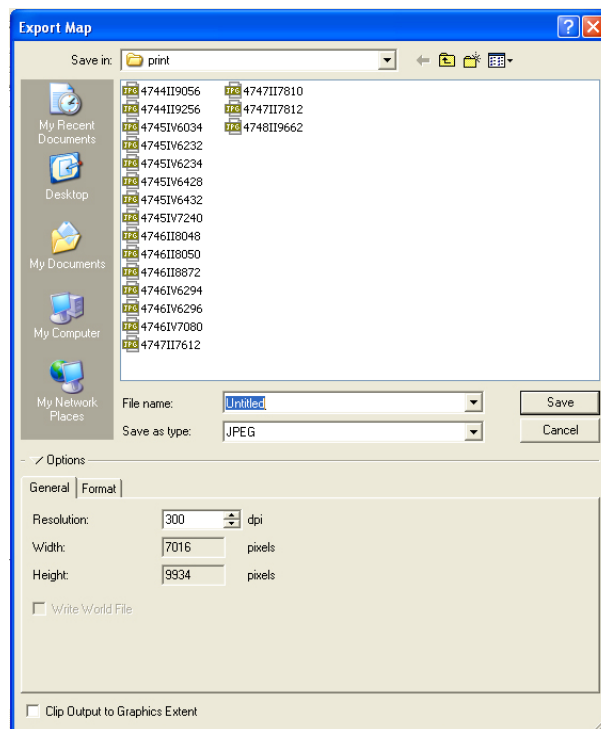 Export Map
Save in: print
My Recent Documents
Desktop
My Documents
My Computer
My Network Places
4744II9056
4744II9256
4745IV6034
4745IV6232
4745IV6234
4745IV6428
4745IV6432
4745IV7240
4746II8048
4746II8050
4746II8872
4746IV6294
4746IV6296
4746IV7080
4747II7612
4747II7810
4747II7812
4748II9662
File name: Untitled Save
Save as type: JPEG Cancel
Options
General Format
Resolution: 300 dpi
Width: 7016 pixels
Height: 9934 pixels
Write World File
Clip Output to Graphics Extent